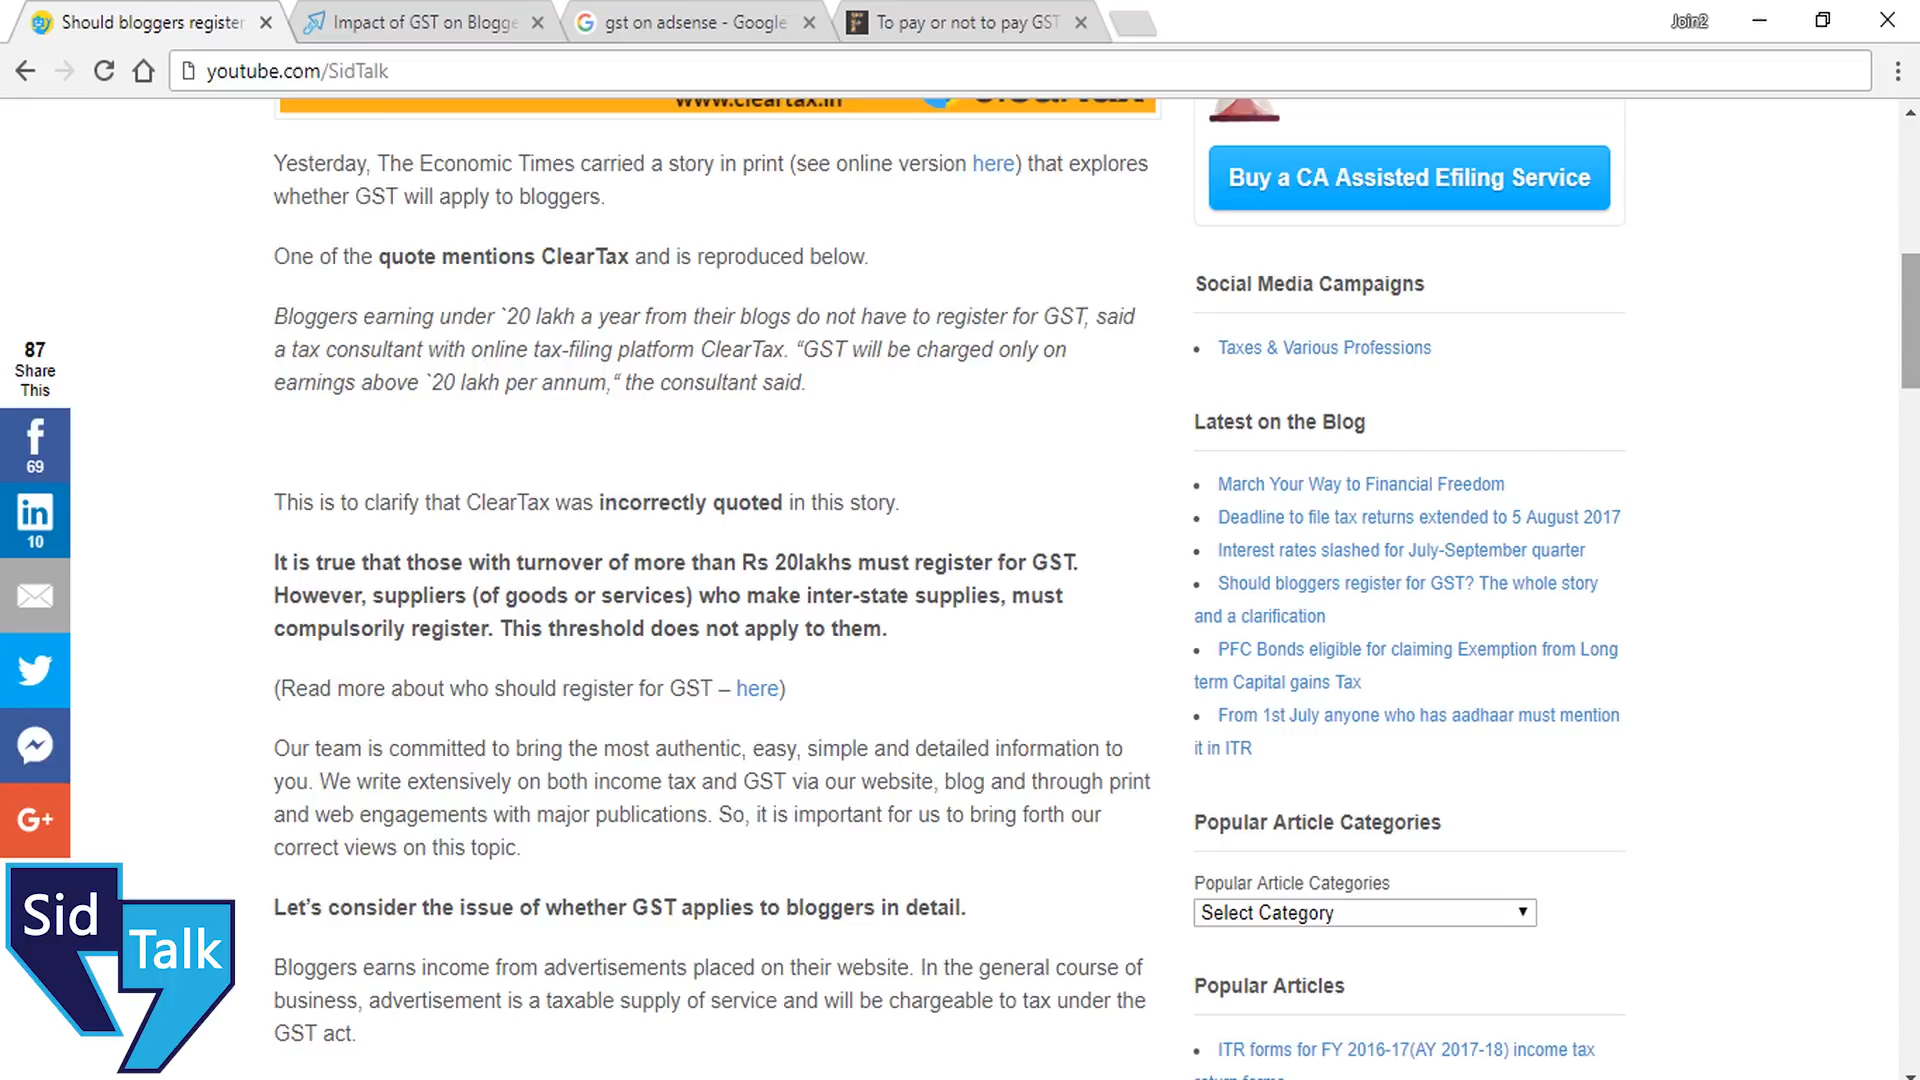 Should bloggers register
Impact of GST on Blogge
gst on adsense - Google
To pay or not to pay GST
Join2
youtube.com/SidTalk
Yesterday, The Economic Times carried a story in print (see online version here) that explores
whether GST will apply to bloggers.
One of the quote mentions ClearTax and is reproduced below.
Bloggers earning under `20 lakh a year from their blogs do not have to register for GST, said
a tax consultant with online tax-filing platform ClearTax. “GST will be charged only on
earnings above `20 lakh per annum,“ the consultant said.
This is to clarify that ClearTax was incorrectly quoted in this story.
It is true that those with turnover of more than Rs 20lakhs must register for GST.
However, suppliers (of goods or services) who make inter-state supplies, must
compulsorily register. This threshold does not apply to them.
(Read more about who should register for GST – here)
Our team is committed to bring the most authentic, easy, simple and detailed information to
you. We write extensively on both income tax and GST via our website, blog and through print
and web engagements with major publications. So, it is important for us to bring forth our
correct views on this topic.
Let’s consider the issue of whether GST applies to bloggers in detail.
Bloggers earns income from advertisements placed on their website. In the general course of
business, advertisement is a taxable supply of service and will be chargeable to tax under the
GST act.
87
Share
This
69
10
G+
Sid
Talk
Buy a CA Assisted Efiling Service
Social Media Campaigns
Taxes & Various Professions
Latest on the Blog
March Your Way to Financial Freedom
Deadline to file tax returns extended to 5 August 2017
Interest rates slashed for July-September quarter
Should bloggers register for GST? The whole story
and a clarification
PFC Bonds eligible for claiming Exemption from Long
term Capital gains Tax
From 1st July anyone who has aadhaar must mention
it in ITR
Popular Article Categories
Popular Article Categories
Select Category
Popular Articles
ITR forms for FY 2016-17(AY 2017-18) income tax